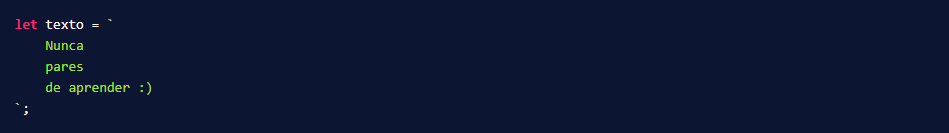 let texto = `
    Nunca
    pares
    de aprender :)
`;